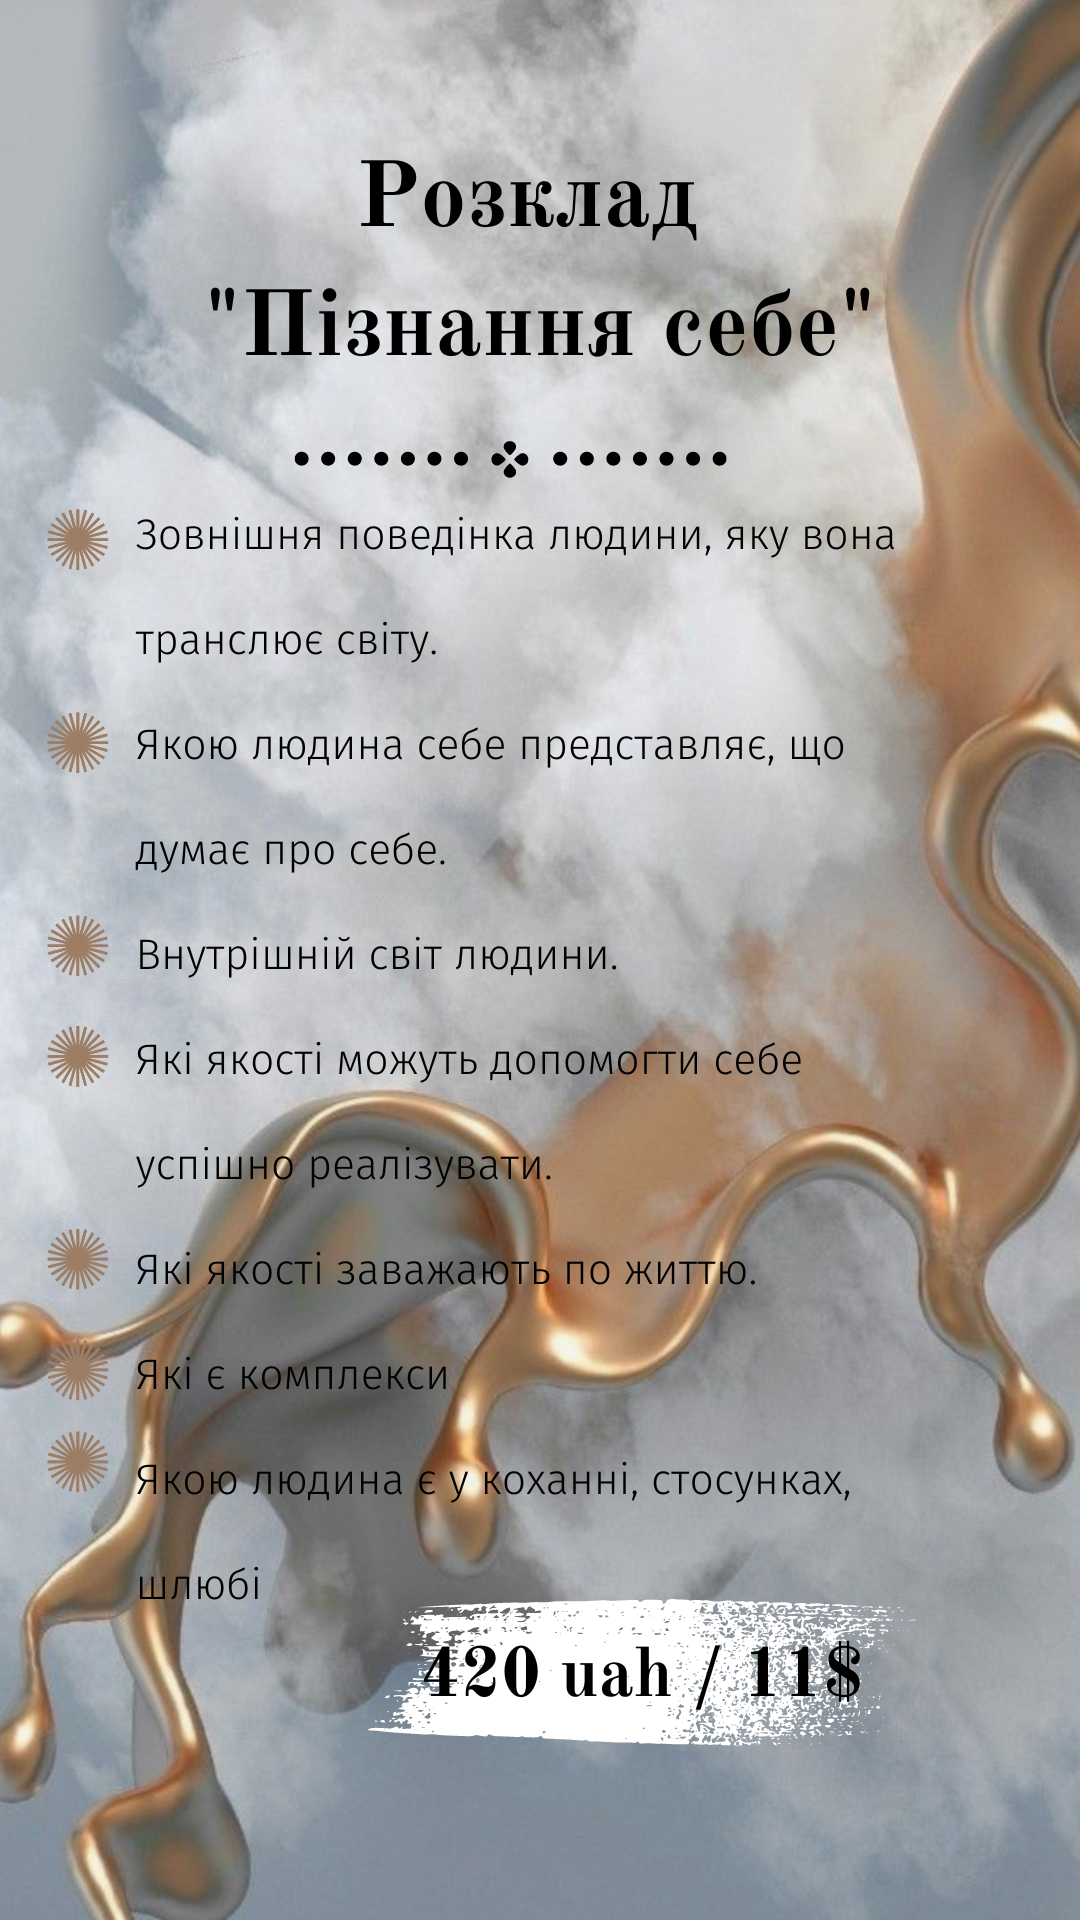 Розклад
"Пізнання себе"
Зовнішня поведінка людини, яку вона
транслює світу.
Якою людина себе представляє, що
думає про себе.
Внутрішній світ людини.
Які якості можуть допомогти себе
успішно реалізувати.
Які якості заважають по життю.
Які є комплекси
Якою людина є у коханні, стосунках,
шлюбі
420 uah / 11$